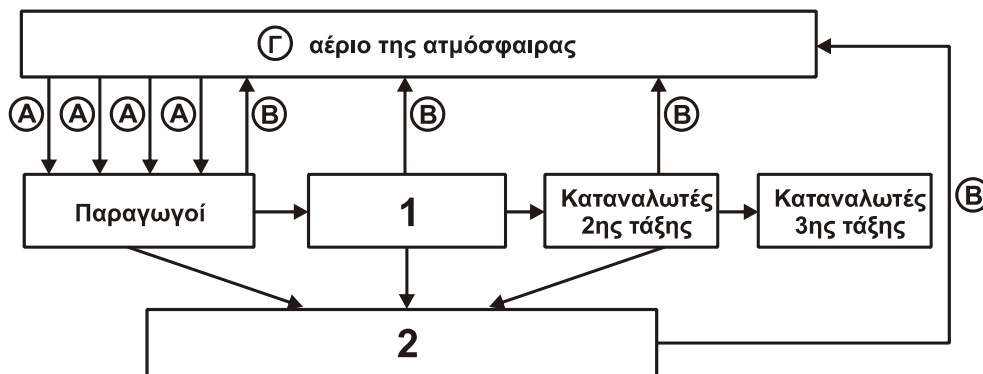 Γ αέριο της ατμόσφαιρας
Α Α Α Α Β Β Β
Παραγωγοί
1
Καταναλωτές
2ης τάξης
Καταναλωτές
3ης τάξης
Β
2